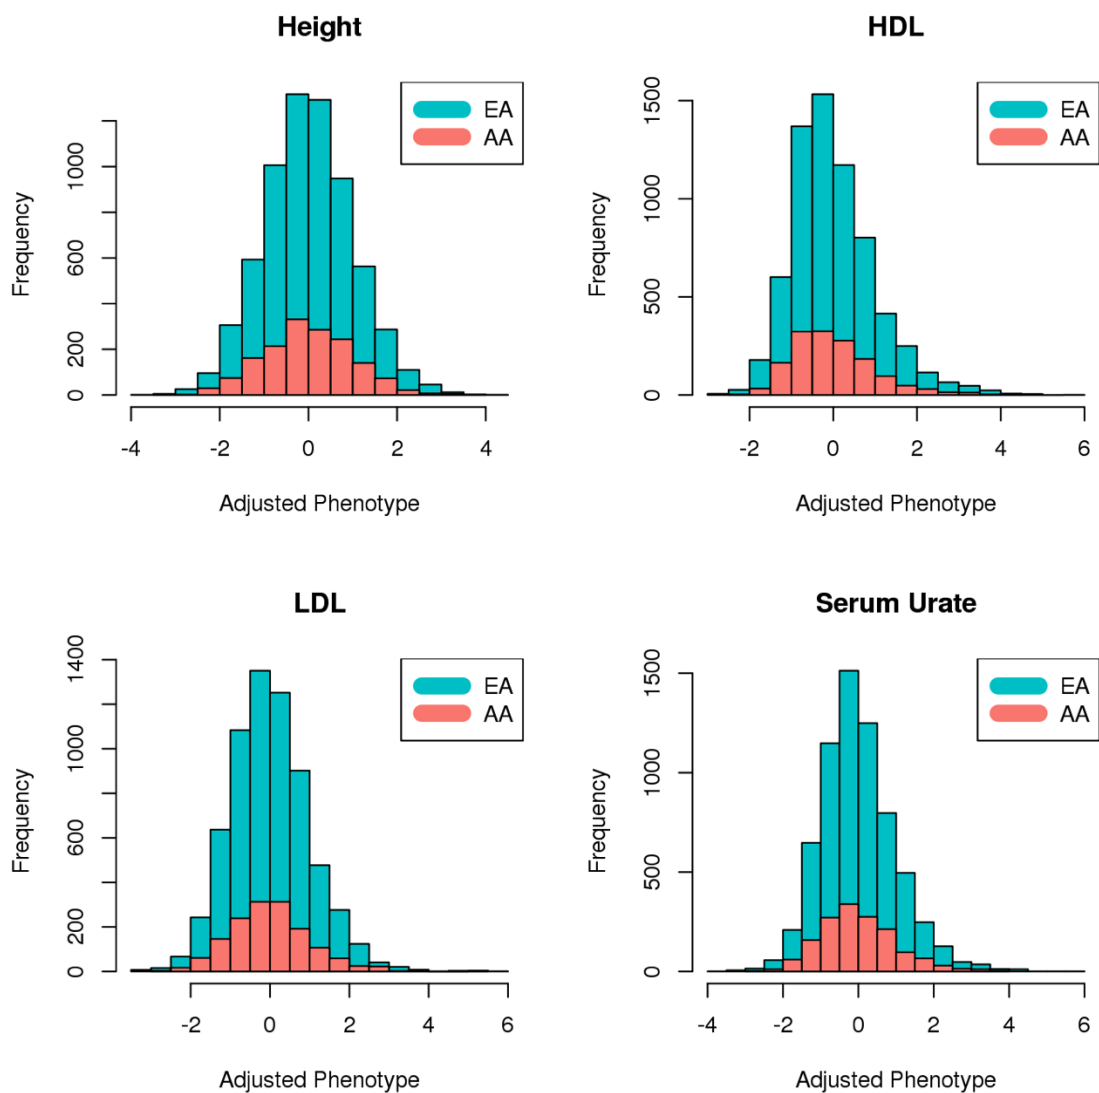 Height
EA
AA
Frequency
0
200
600
1000
-4
-2
0
2
4
Adjusted Phenotype
HDL
EA
AA
Frequency
0
500
1000
1500
-2
0
2
4
6
Adjusted Phenotype
LDL
EA
AA
Frequency
0
200
600
1000
1400
-2
0
2
4
6
Adjusted Phenotype
Serum Urate
EA
AA
Frequency
0
500
1000
1500
-4
-2
0
2
4
6
Adjusted Phenotype